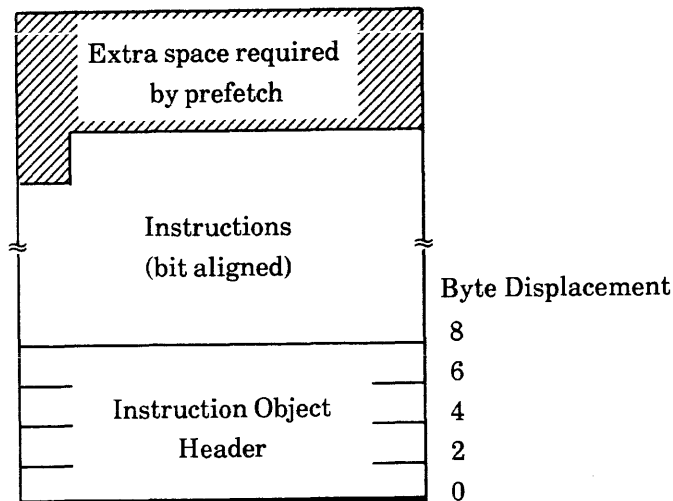 Extra space required
by prefetch
Instructions
(bit aligned)
Byte Displacement
8
6
Instruction Object
4
Header
2
0